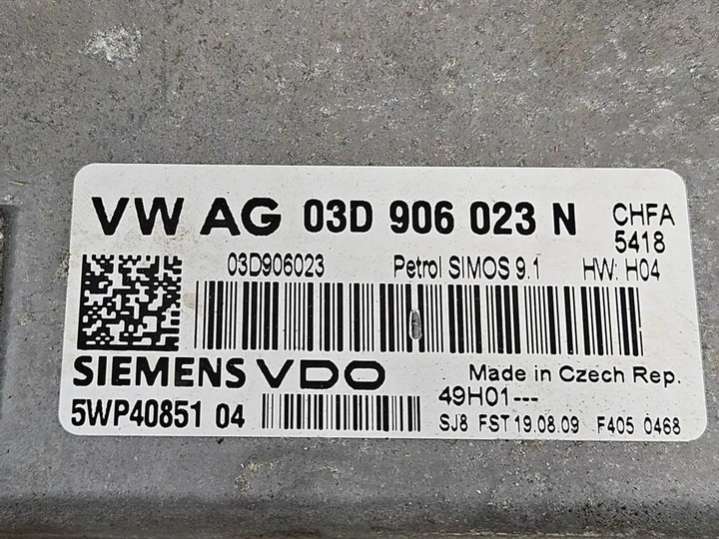 VW AG 03D 906 023 N CHFA
5418
03D906023 Petrol SIMOS 9.1 HW: H04
SIEMENS VDO Made in Czech Rep.
5WP40851 04 49H01---
SJ8 FST 19.08.09 F405 0468